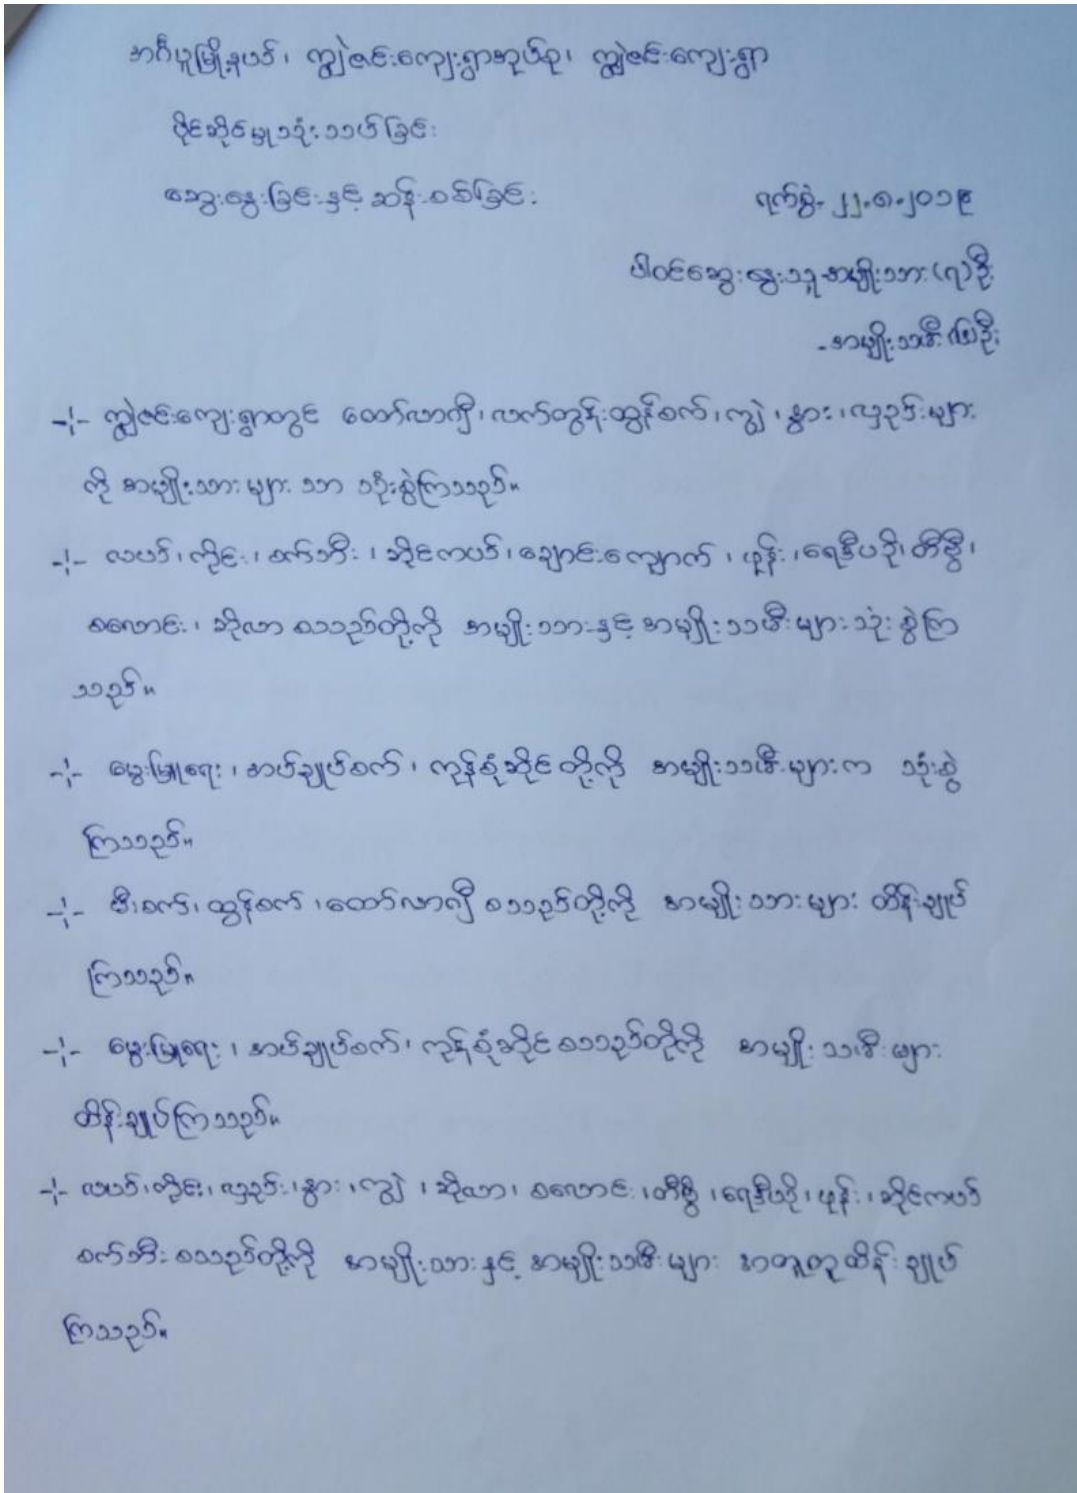 အင်္ဂပူမြို့နယ်၊ ကျွဲဇင်းကျေးရွာအုပ်စု၊ ကျွဲဇင်းကျေးရွာ
ပိုင်ဆိုင်မှုသုံးသပ်ခြင်း
ဆွေးနွေးခြင်းနှင့် ဆန်းစစ်ခြင်း
ရက်စွဲ- ၂၂.၈.၂၀၁၉
ပါဝင်ဆွေးနွေးသူ အမျိုးသား (၇) ဦး
- အမျိုးသမီး ဦး
-:- ကျွဲဇင်းကျေးရွာတွင် ထော်လာဂျီ၊ လက်တွန်းထွန်စက်၊ ကျွဲ၊ နွား၊ လှည်းများ
ကို အမျိုးသားများ သာ သုံးစွဲကြသည်။
-:- လယ်၊ ကိုင်း၊ စက်ဘီး၊ ဆိုင်ကယ်၊ ချောင်းကျောက်၊ ဖုန်း၊ ရေဒီယို၊ တီဗွီ၊
စလောင်း၊ ဆိုလာ စသည်တို့ကို အမျိုးသားနှင့် အမျိုးသမီးများ သုံးစွဲကြ
သည်။
-:- မွေးမြူရေး၊ အပ်ချုပ်စက်၊ ကုန်စုံဆိုင်တို့ကို အမျိုးသမီးများက သုံးစွဲ
ကြသည်။
-:- မီးစက်၊ ထွန်စက်၊ ထော်လာဂျီ စသည်တို့ကို အမျိုးသားများ ထိန်းချုပ်
ကြသည်။
-:- မွေးမြူရေး၊ အပ်ချုပ်စက်၊ ကုန်စုံဆိုင် စသည်တို့ကို အမျိုးသမီးများ
ထိန်းချုပ်ကြသည်။
-:- လယ်၊ ကိုင်း၊ လှည်း၊ နွား၊ ကျွဲ၊ ဆိုလာ၊ စလောင်း၊ တီဗွီ၊ ရေဒီယို၊ ဖုန်း၊ ဆိုင်ကယ်
စက်ဘီး စသည်တို့ကို အမျိုးသားနှင့် အမျိုးသမီးများ အတူတူထိန်းချုပ်
ကြသည်။